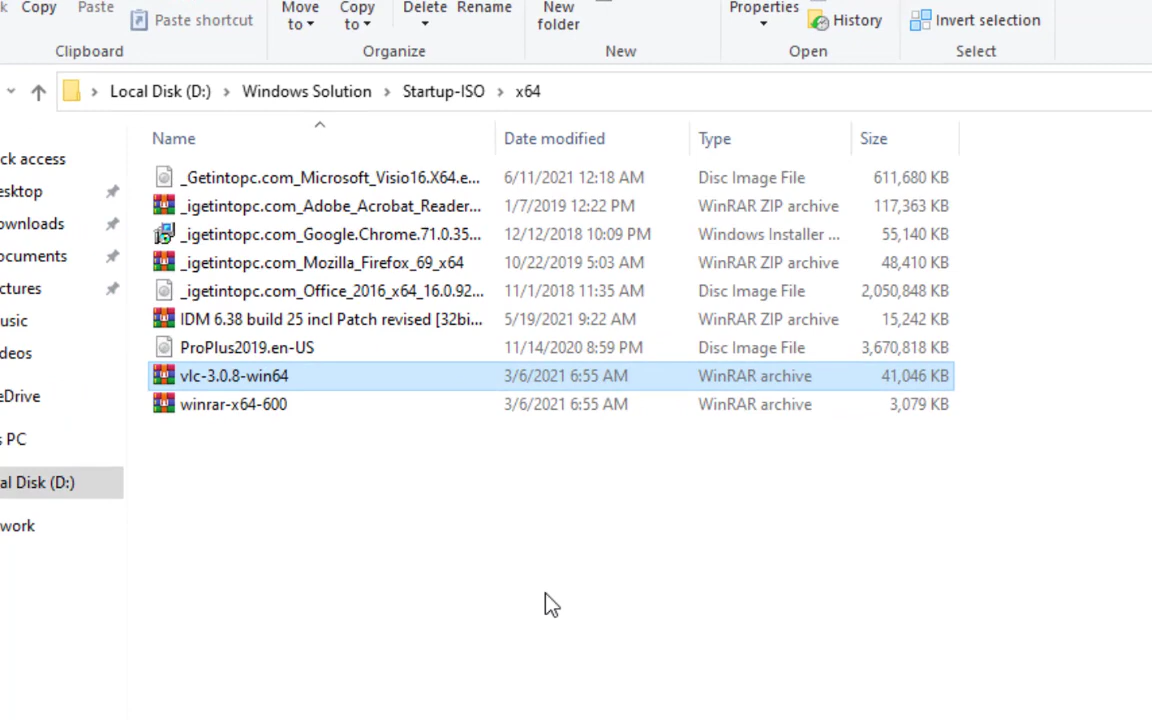 Copy Paste Paste shortcut
Clipboard
Move to Copy to Delete Rename
Organize
New folder
New
Properties History
Open
Invert selection
Select
Local Disk (D:) Windows Solution Startup-ISO x64
Name Date modified Type Size
_Getintopc.com_Microsoft_Visio16.X64.e... 6/11/2021 12:18 AM Disc Image File 611,680 KB
_igetintopc.com_Adobe_Acrobat_Reader... 1/7/2019 12:22 PM WinRAR ZIP archive 117,363 KB
_igetintopc.com_Google.Chrome.71.0.35... 12/12/2018 10:09 PM Windows Installer ... 55,140 KB
_igetintopc.com_Mozilla_Firefox_69_x64 10/22/2019 5:03 AM WinRAR ZIP archive 48,410 KB
_igetintopc.com_Office_2016_x64_16.0.92... 11/1/2018 11:35 AM Disc Image File 2,050,848 KB
IDM 6.38 build 25 incl Patch revised [32bi... 5/19/2021 9:22 AM WinRAR ZIP archive 15,242 KB
ProPlus2019.en-US 11/14/2020 8:59 PM Disc Image File 3,670,818 KB
vlc-3.0.8-win64 3/6/2021 6:55 AM WinRAR archive 41,046 KB
winrar-x64-600 3/6/2021 6:55 AM WinRAR archive 3,079 KB
ck access
esktop
ownloads
ocuments
ctures
usic
deos
eDrive
s PC
al Disk (D:)
work